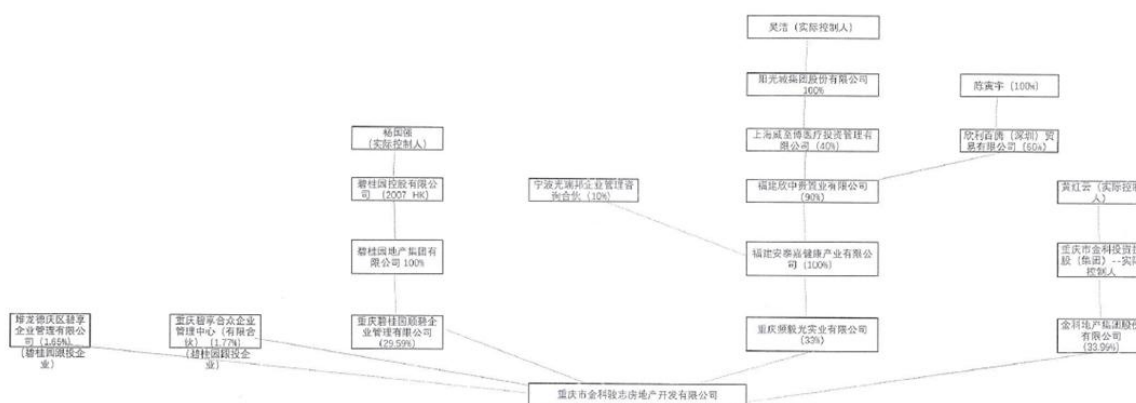 吴洁（实际控制人）
阳光城集团股份有限公司
100%
陈寅宇（100%）
上海威至博医疗投资管理有
限公司（40%）
欣利百腾（深圳）贸
易有限公司（60%）
杨国强
（实际控制人）
碧桂园控股有限公
司（2007 HK）
宁波光瑞邦企业管理咨
询合伙（10%）
福建欣中贵置业有限公司
（90%）
黄红云（实际控制
人）
碧桂园地产集团有
限公司 100%
福建安泰嘉健康产业有限公
司（100%）
重庆市金科投资控
股（集团）--实际
控制人
德庆区碧享
企业管理有限公
司（1.65%）
（碧桂园跟投企
业）
重庆碧享合众企业
管理中心（有限合
伙）（1.77%）
（碧桂园跟投企
业）
重庆碧桂园顺碧企
业管理有限公司
（29.59%）
光实业有限公司
（33%）
金科地产集团股份
有限公司
（33.99%）
重庆市金科骏志房地产开发有限公司